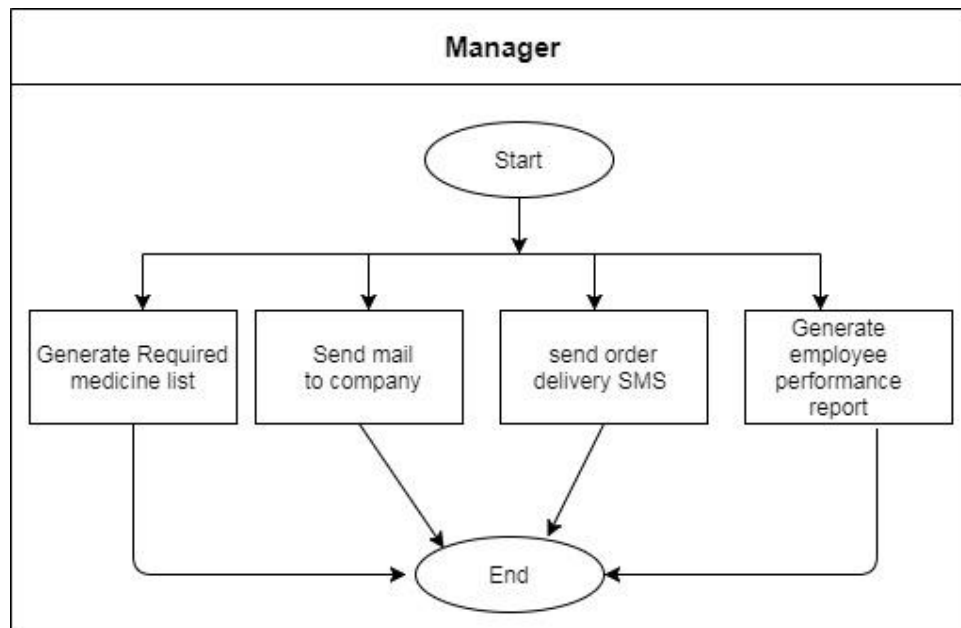 Manager
Start
Generate Required
medicine list
Send mail
to company
send order
delivery SMS
Generate
employee
performance
report
End